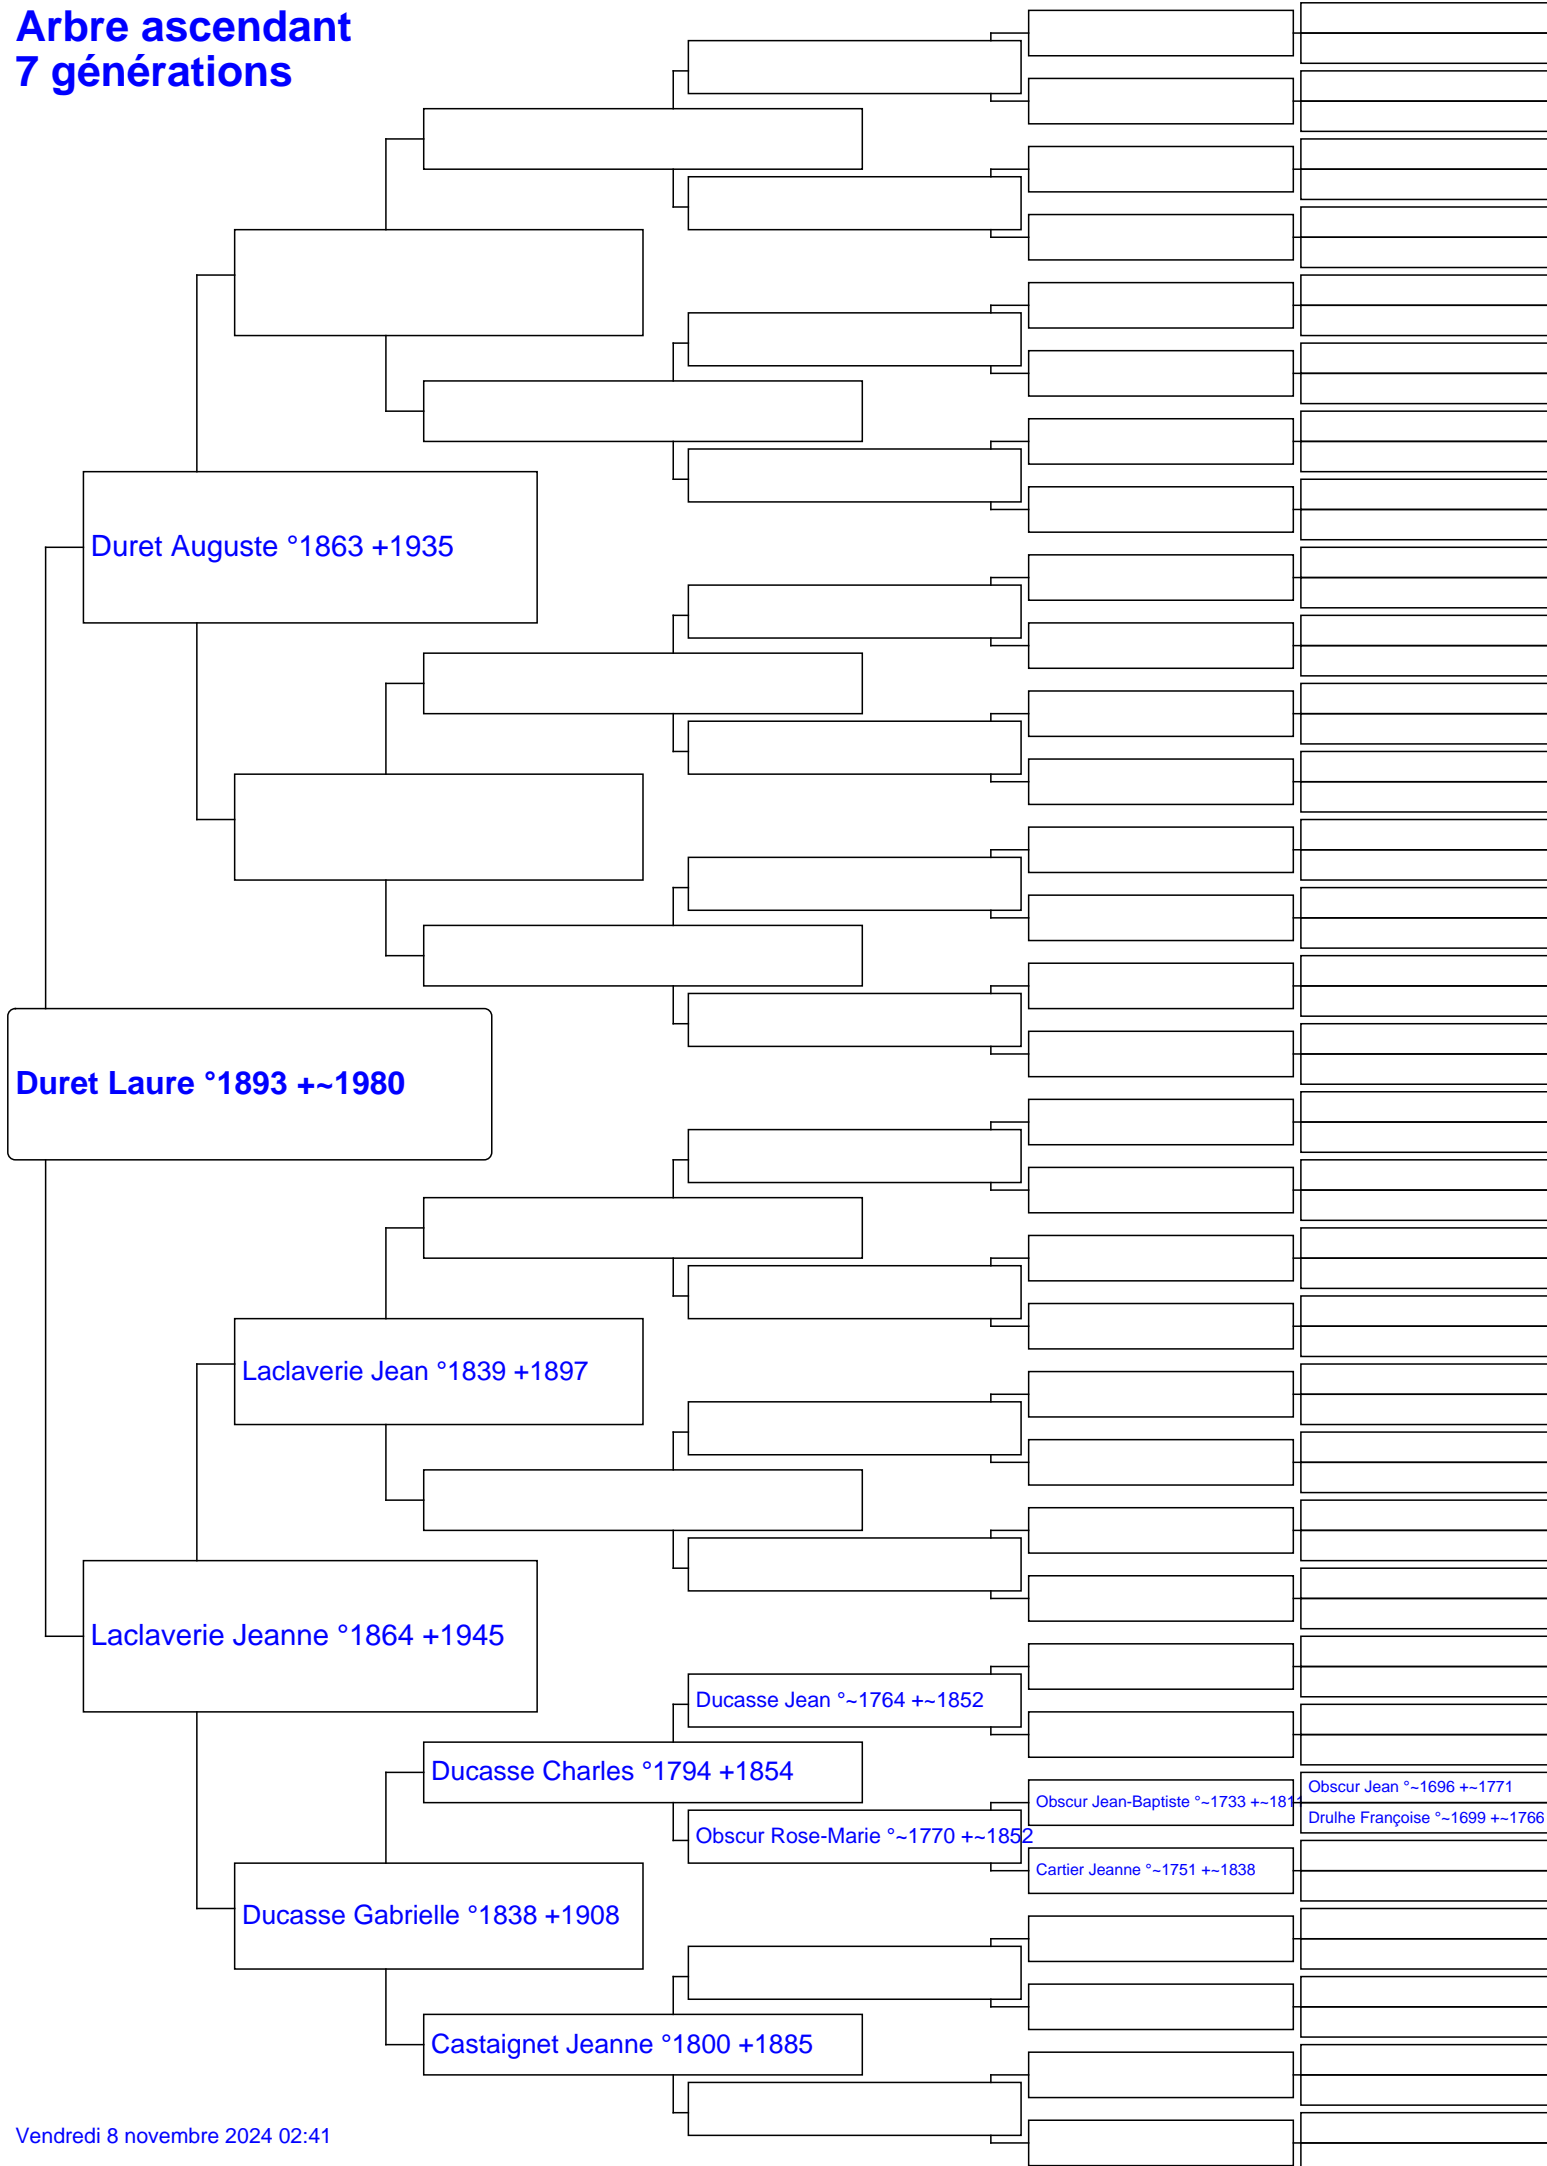 Arbre ascendant
7 générations
Duret Auguste °1863 +1935
Duret Laure °1893 +~1980
Laclaverie Jean °1839 +1897
Laclaverie Jeanne °1864 +1945
Ducasse Jean °~1764 +~1852
Ducasse Charles °1794 +1854
Obscur Jean °~1696 +~1771
Obscur Jean-Baptiste °~1733 +~1811
Drulhe Françoise °~1699 +~1766
Obscur Rose-Marie °~1770 +~1852
Cartier Jeanne °~1751 +~1838
Ducasse Gabrielle °1838 +1908
Castaignet Jeanne °1800 +1885
Vendredi 8 novembre 2024 02:41